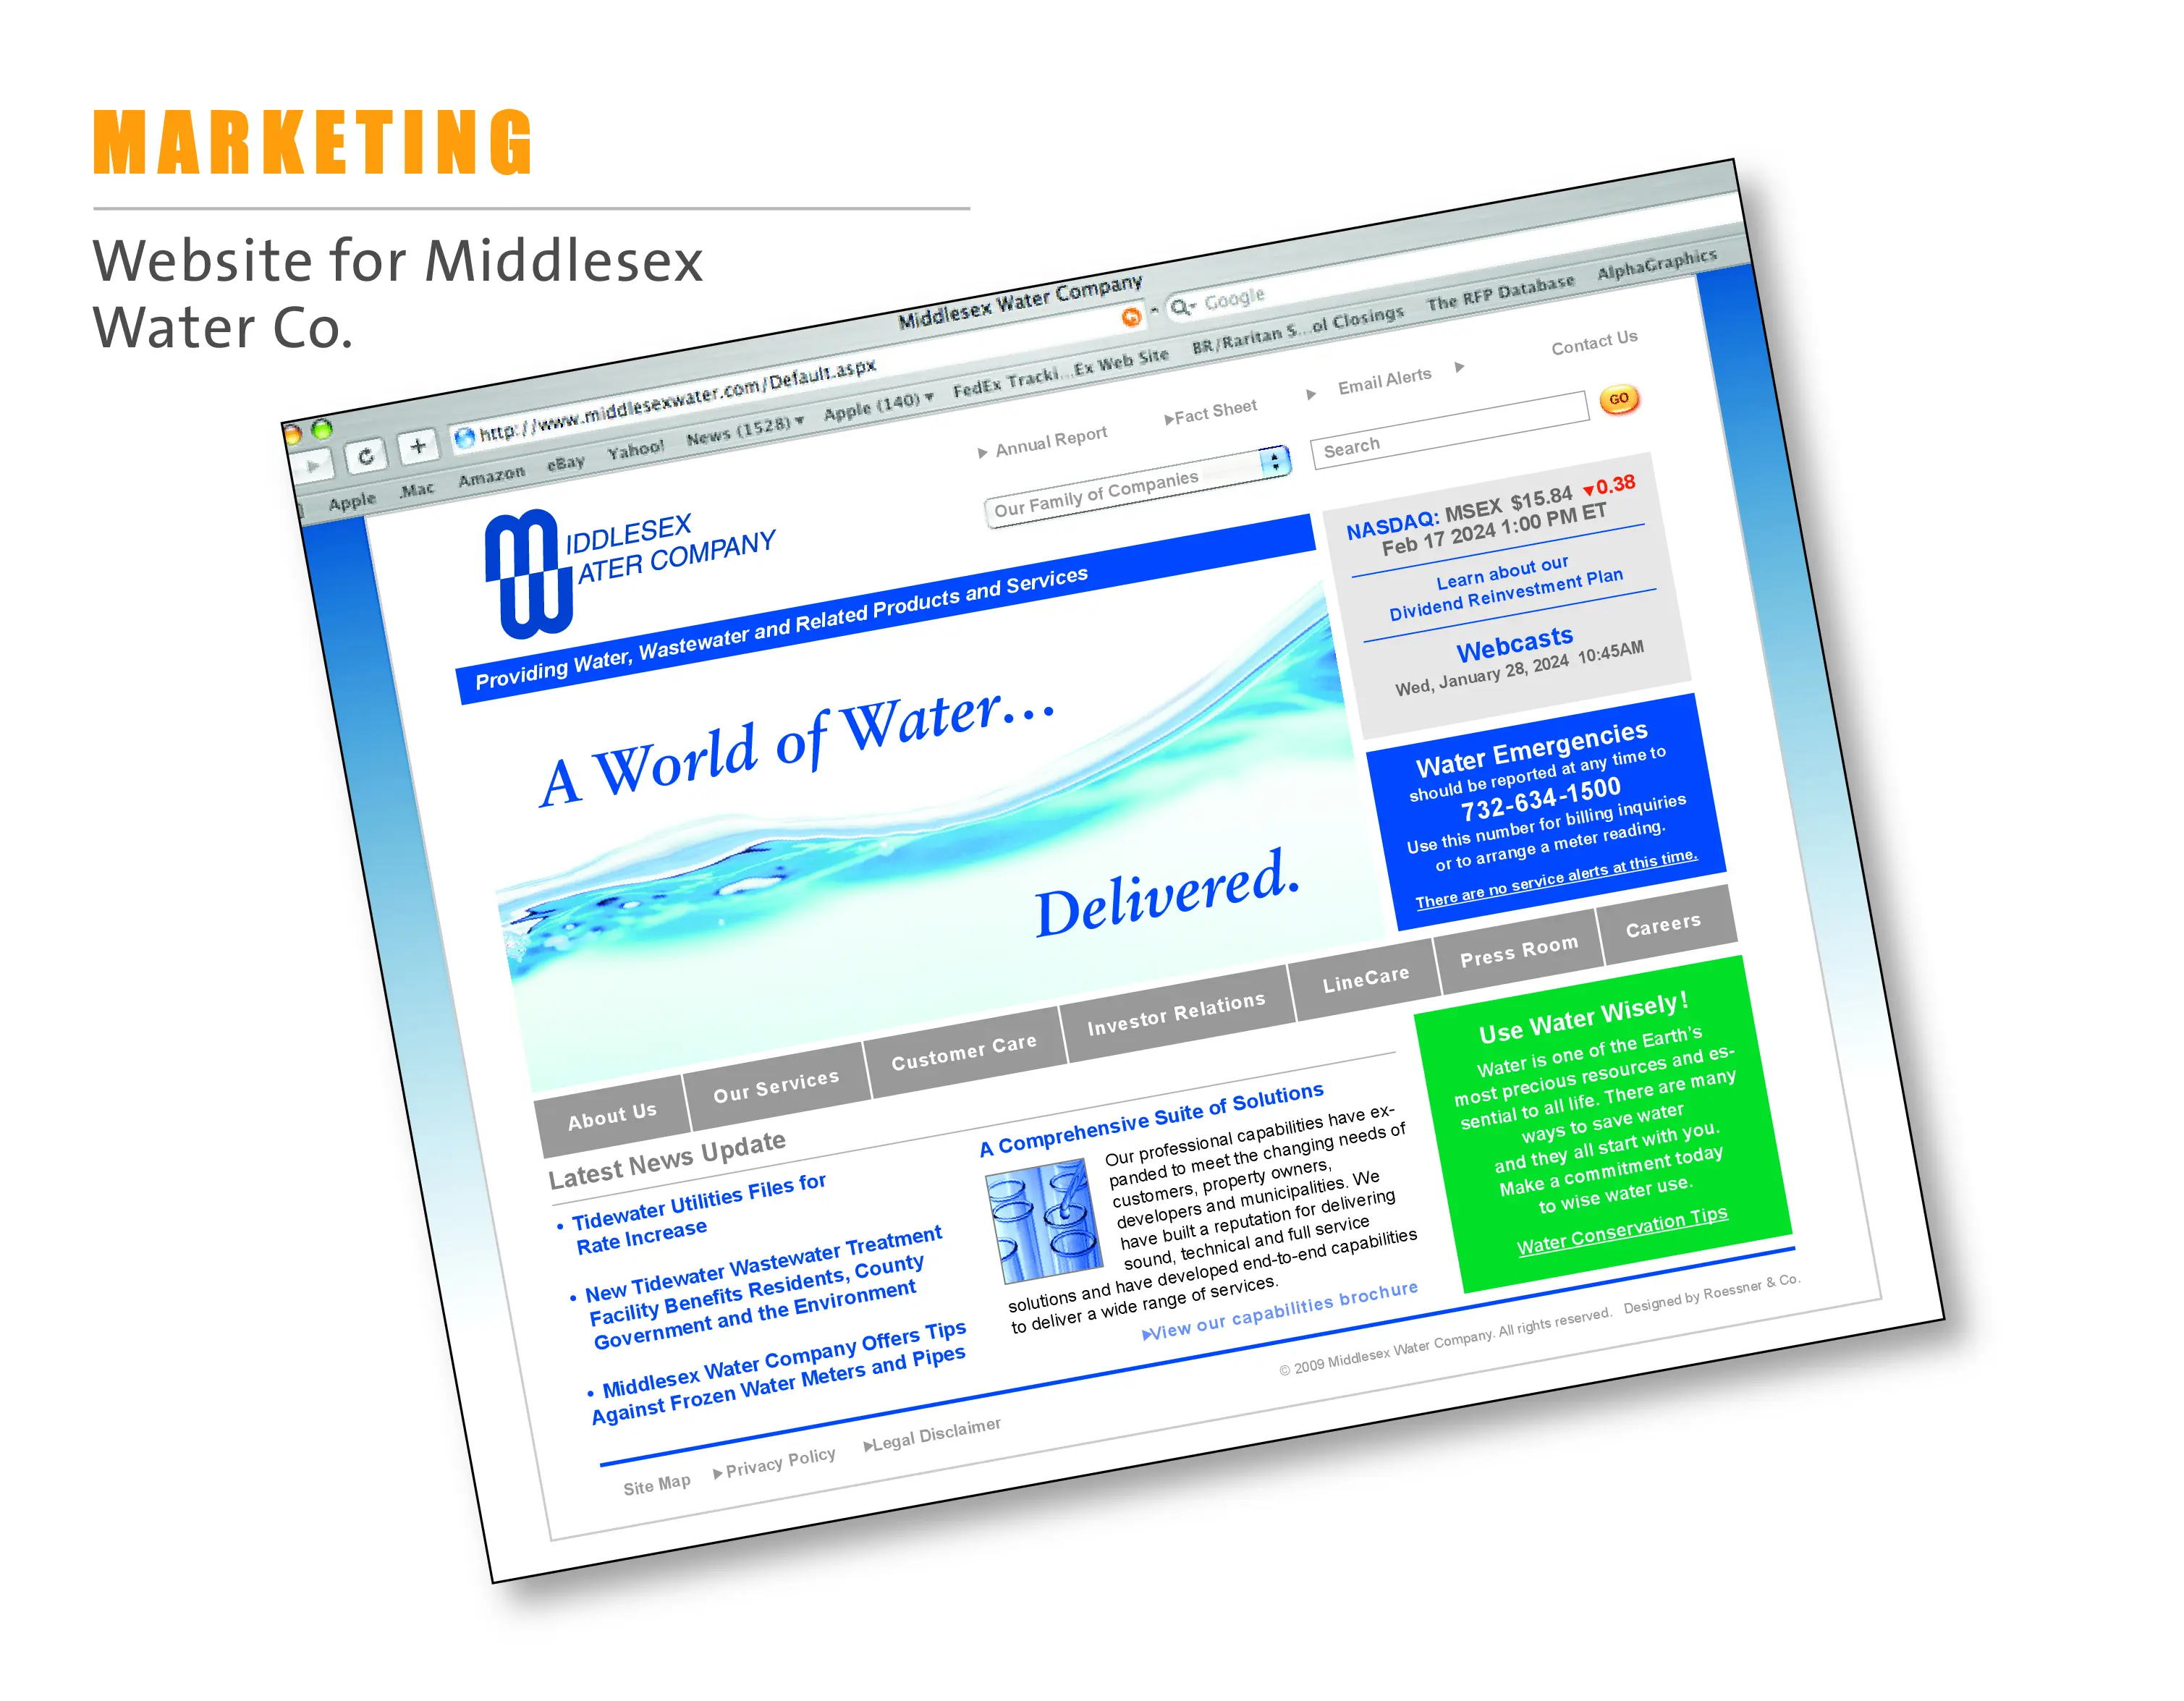 MARKETING
Website for Middlesex
Water Co.
Middlesex Water Company
http://www.middlesexwater.com/Default.aspx
Google
Apple .Mac Amazon eBay Yahoo! News (1528) Apple (140) FedEx Tracki...Ex Web Site BR/Raritan S...ol Closings The RFP Database AlphaGraphics
Annual Report Fact Sheet Email Alerts Contact Us
Our Family of Companies
Search
GO
MIDDLESEX
WATER COMPANY
Providing Water, Wastewater and Related Products and Services
A World of Water...
Delivered.
NASDAQ: MSEX $15.84 ▼0.38
Feb 17 2024 1:00 PM ET
Learn about our
Dividend Reinvestment Plan
Webcasts
Wed, January 28, 2024 10:45AM
Water Emergencies
should be reported at any time to
732-634-1500
Use this number for billing inquiries
or to arrange a meter reading.
There are no service alerts at this time.
About Us Our Services Customer Care Investor Relations LineCare Press Room Careers
Latest News Update
• Tidewater Utilities Files for
Rate Increase
• New Tidewater Wastewater Treatment
Facility Benefits Residents, County
Government and the Environment
• Middlesex Water Company Offers Tips
Against Frozen Water Meters and Pipes
A Comprehensive Suite of Solutions
Our professional capabilities have ex-
panded to meet the changing needs of
customers, property owners,
developers and municipalities. We
have built a reputation for delivering
sound, technical and full service
solutions and have developed end-to-end capabilities
to deliver a wide range of services.
View our capabilities brochure
Use Water Wisely!
Water is one of the Earth's
most precious resources and es-
sential to all life. There are many
ways to save water
and they all start with you.
Make a commitment today
to wise water use.
Water Conservation Tips
© 2009 Middlesex Water Company. All rights reserved. Designed by Roessner & Co.
Site Map Privacy Policy Legal Disclaimer